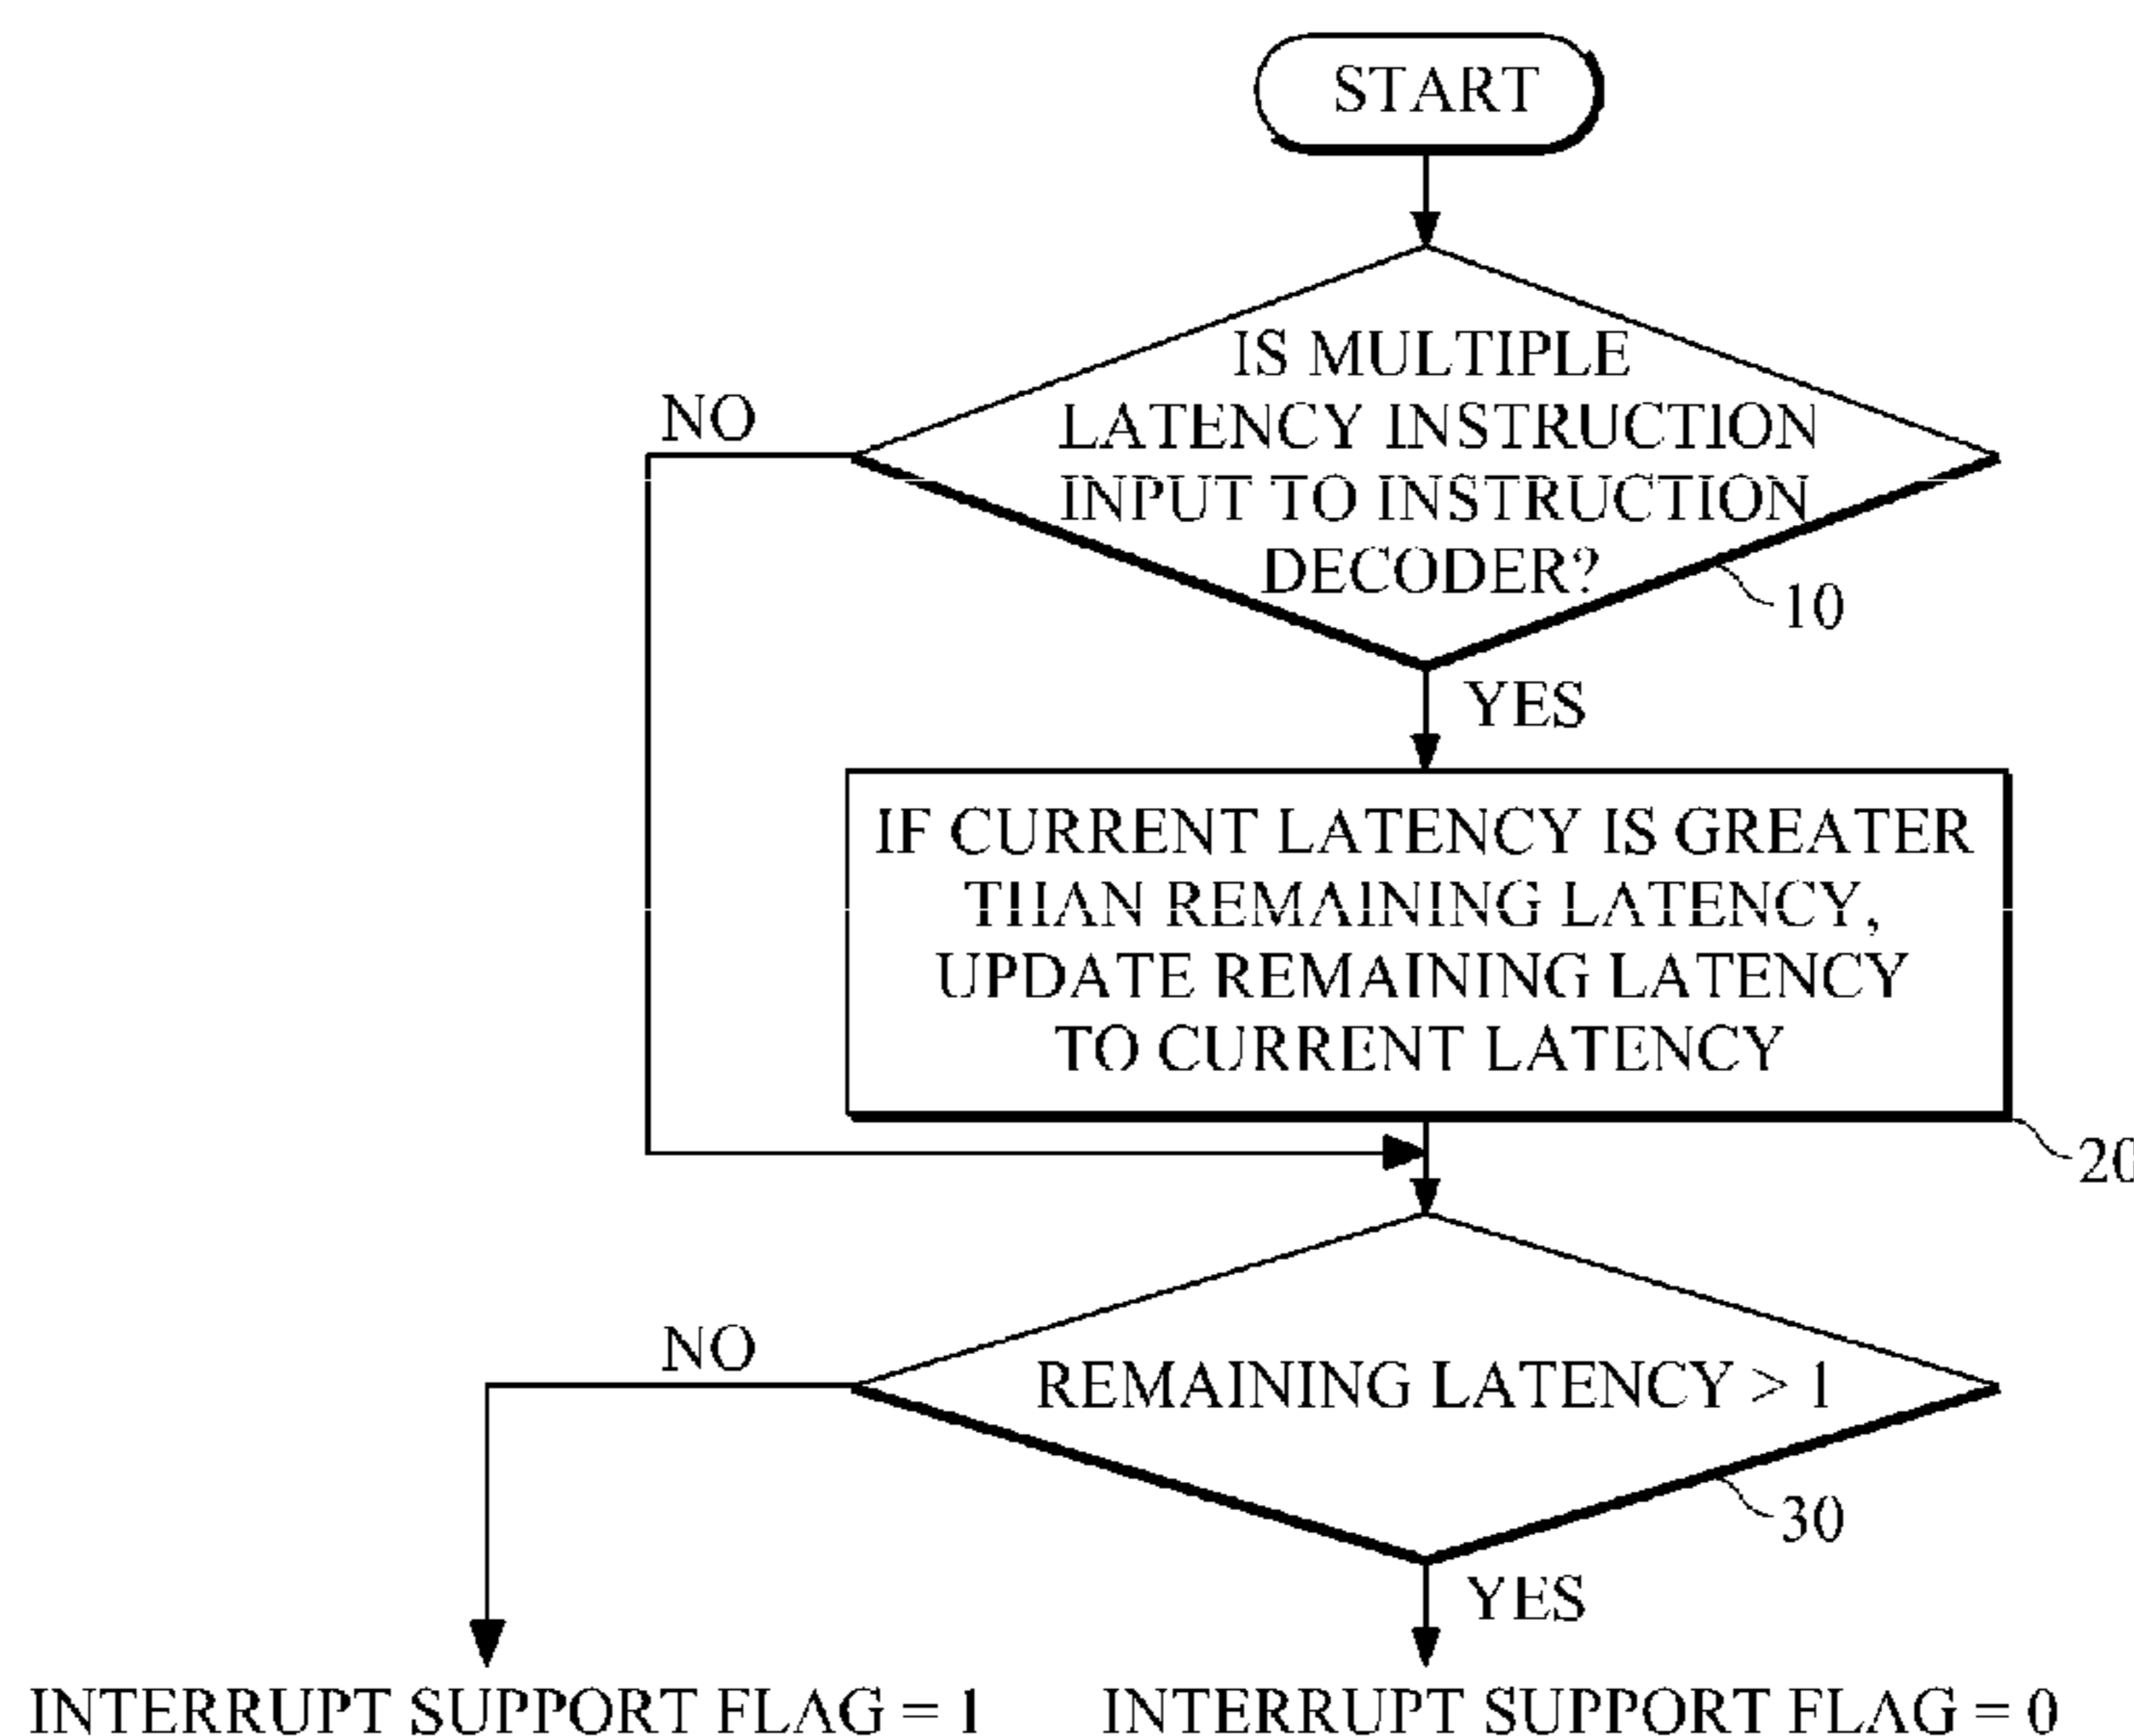 START
IS MULTIPLE
LATENCY INSTRUCTION
INPUT TO INSTRUCTION
DECODER?
NO
10
YES
IF CURRENT LATENCY IS GREATER
THAN REMAINING LATENCY,
UPDATE REMAINING LATENCY
TO CURRENT LATENCY
20
REMAINING LATENCY > 1
NO
30
YES
INTERRUPT SUPPORT FLAG = 1
INTERRUPT SUPPORT FLAG = 0